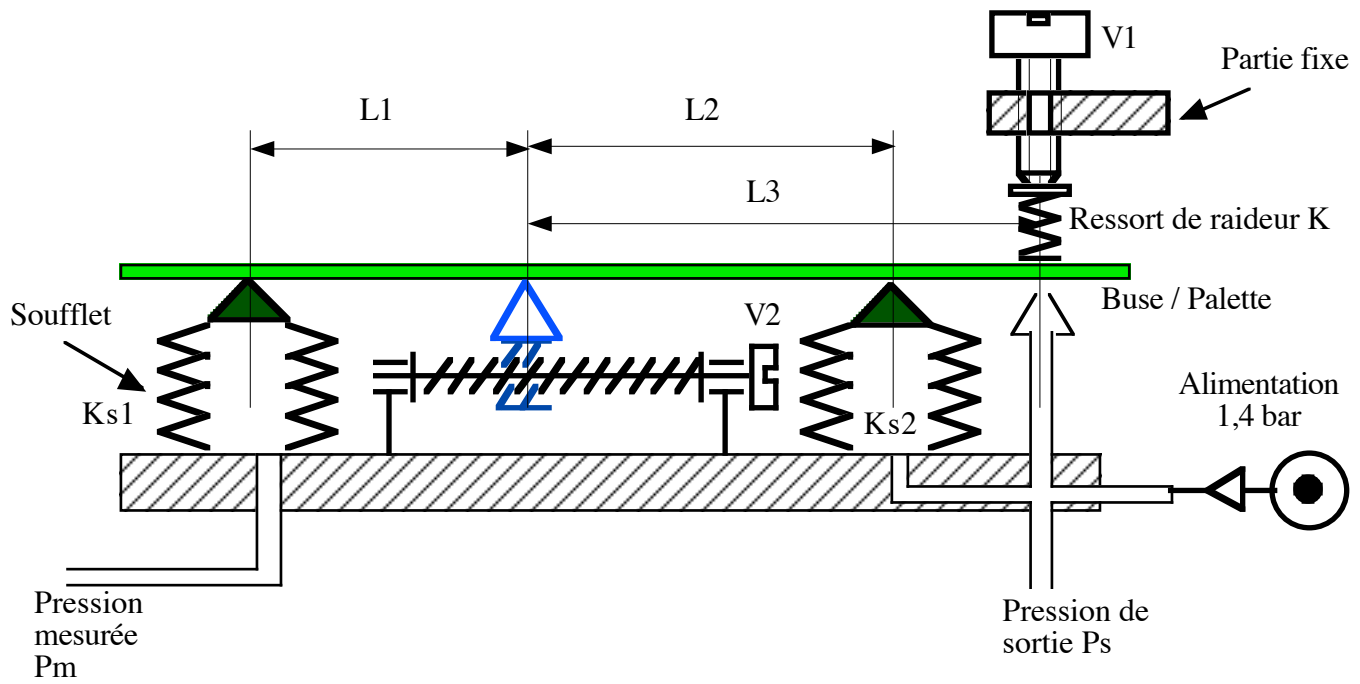 V1
Partie fixe
L1
L2
L3
Ressort de raideur K
Buse / Palette
Soufflet
V2
Alimentation
1,4 bar
Ks1
Ks2
Pression
mesurée
Pm
Pression de
sortie Ps